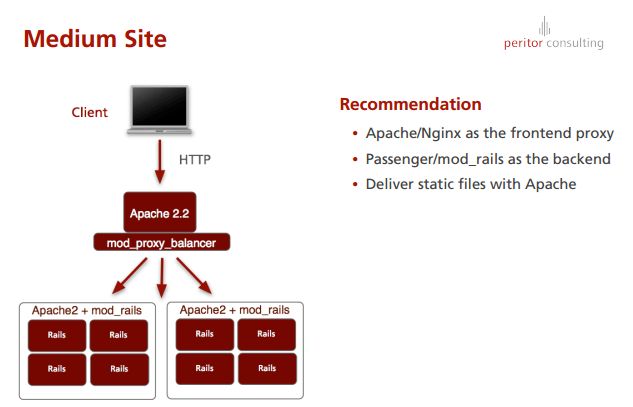 Medium Site
peritor consulting
Client
HTTP
Apache 2.2
mod_proxy_balancer
Apache2 + mod_rails
Rails Rails
Rails Rails
Apache2 + mod_rails
Rails Rails
Rails Rails
Recommendation
• Apache/Nginx as the frontend proxy
• Passenger/mod_rails as the backend
• Deliver static files with Apache